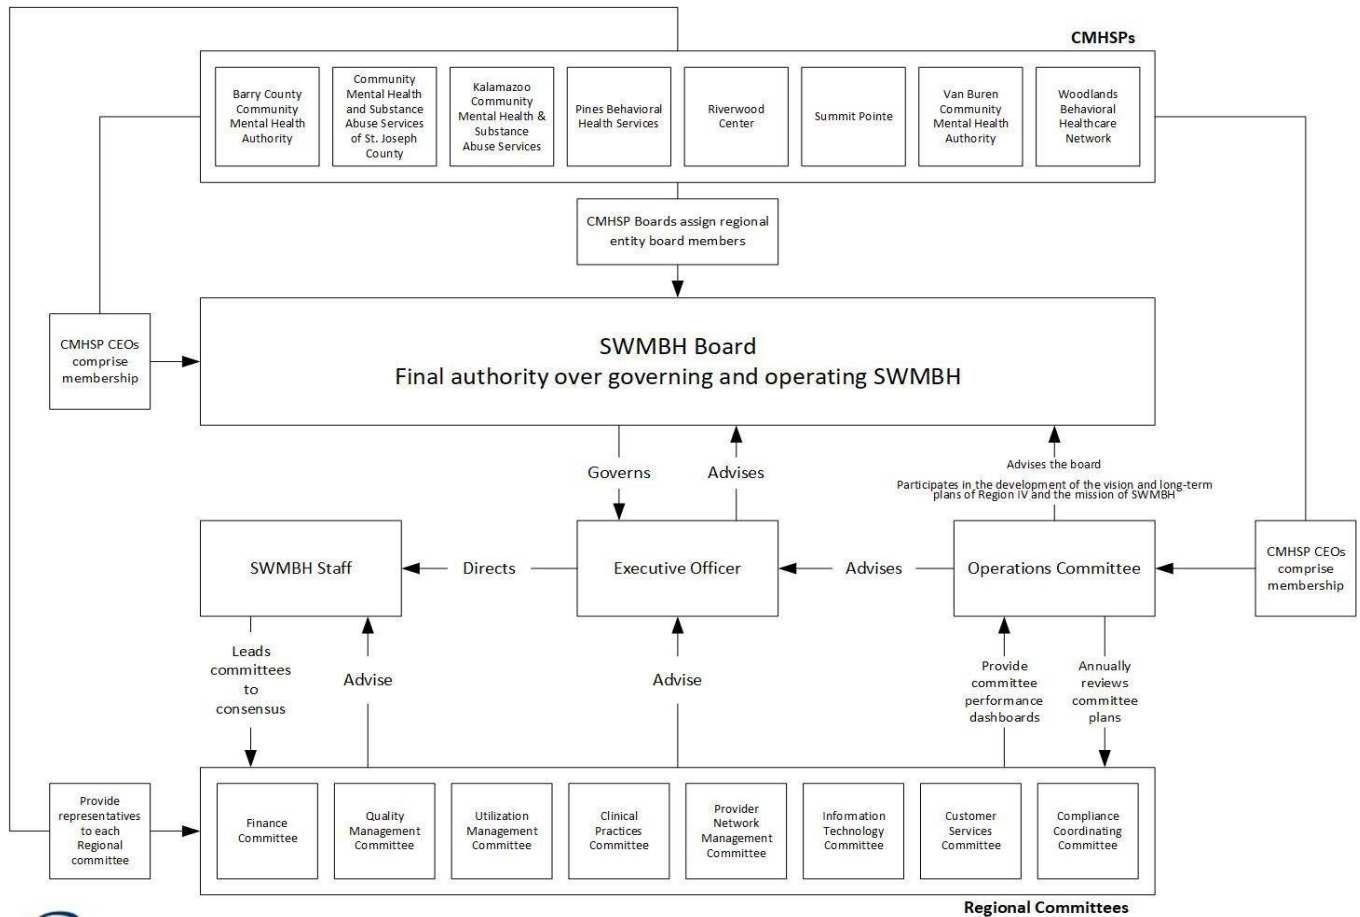 CMHSPs
Barry County
Community
Mental Health
Authority
Community
Mental Health
and Substance
Abuse Services
of St. Joseph
County
Kalamazoo
Community
Mental Health &
Substance
Abuse Services
Pines Behavioral
Health Services
Riverwood
Center
Summit Pointe
Van Buren
Community
Mental Health
Authority
Woodlands
Behavioral
Healthcare
Network
CMHSP Boards assign regional
entity board members
CMHSP CEOs
comprise
membership
SWMBH Board
Final authority over governing and operating SWMBH
Governs
Advises
Advises the board
Participates in the development of the vision and long-term
plans of Region IV and the mission of SWMBH
SWMBH Staff
Directs
Executive Officer
Advises
Operations Committee
CMHSP CEOs
comprise
membership
Leads
committees
to
consensus
Advise
Advise
Provide
committee
performance
dashboards
Annually
reviews
committee
plans
Provide
representatives
to each
Regional
committee
Finance
Committee
Quality
Management
Committee
Utilization
Management
Committee
Clinical
Practices
Committee
Provider
Network
Management
Committee
Information
Technology
Committee
Customer
Services
Committee
Compliance
Coordinating
Committee
Regional Committees